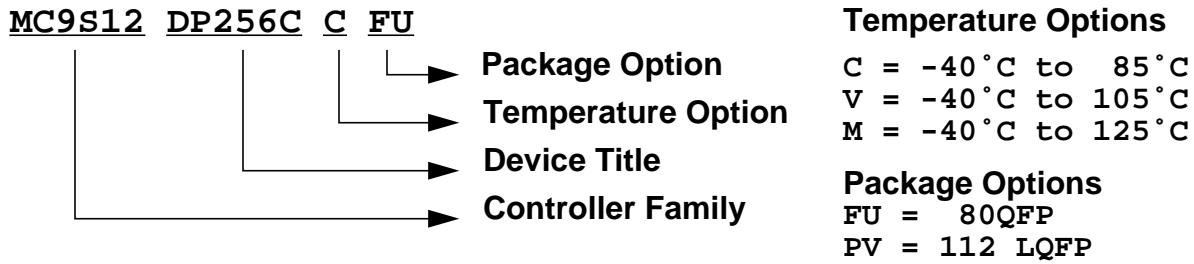 MC9S12 DP256C C FU
Package Option
Temperature Option
Device Title
Controller Family
Temperature Options
C = -40˚C to 85˚C
V = -40˚C to 105˚C
M = -40˚C to 125˚C
Package Options
FU = 80QFP
PV = 112 LQFP